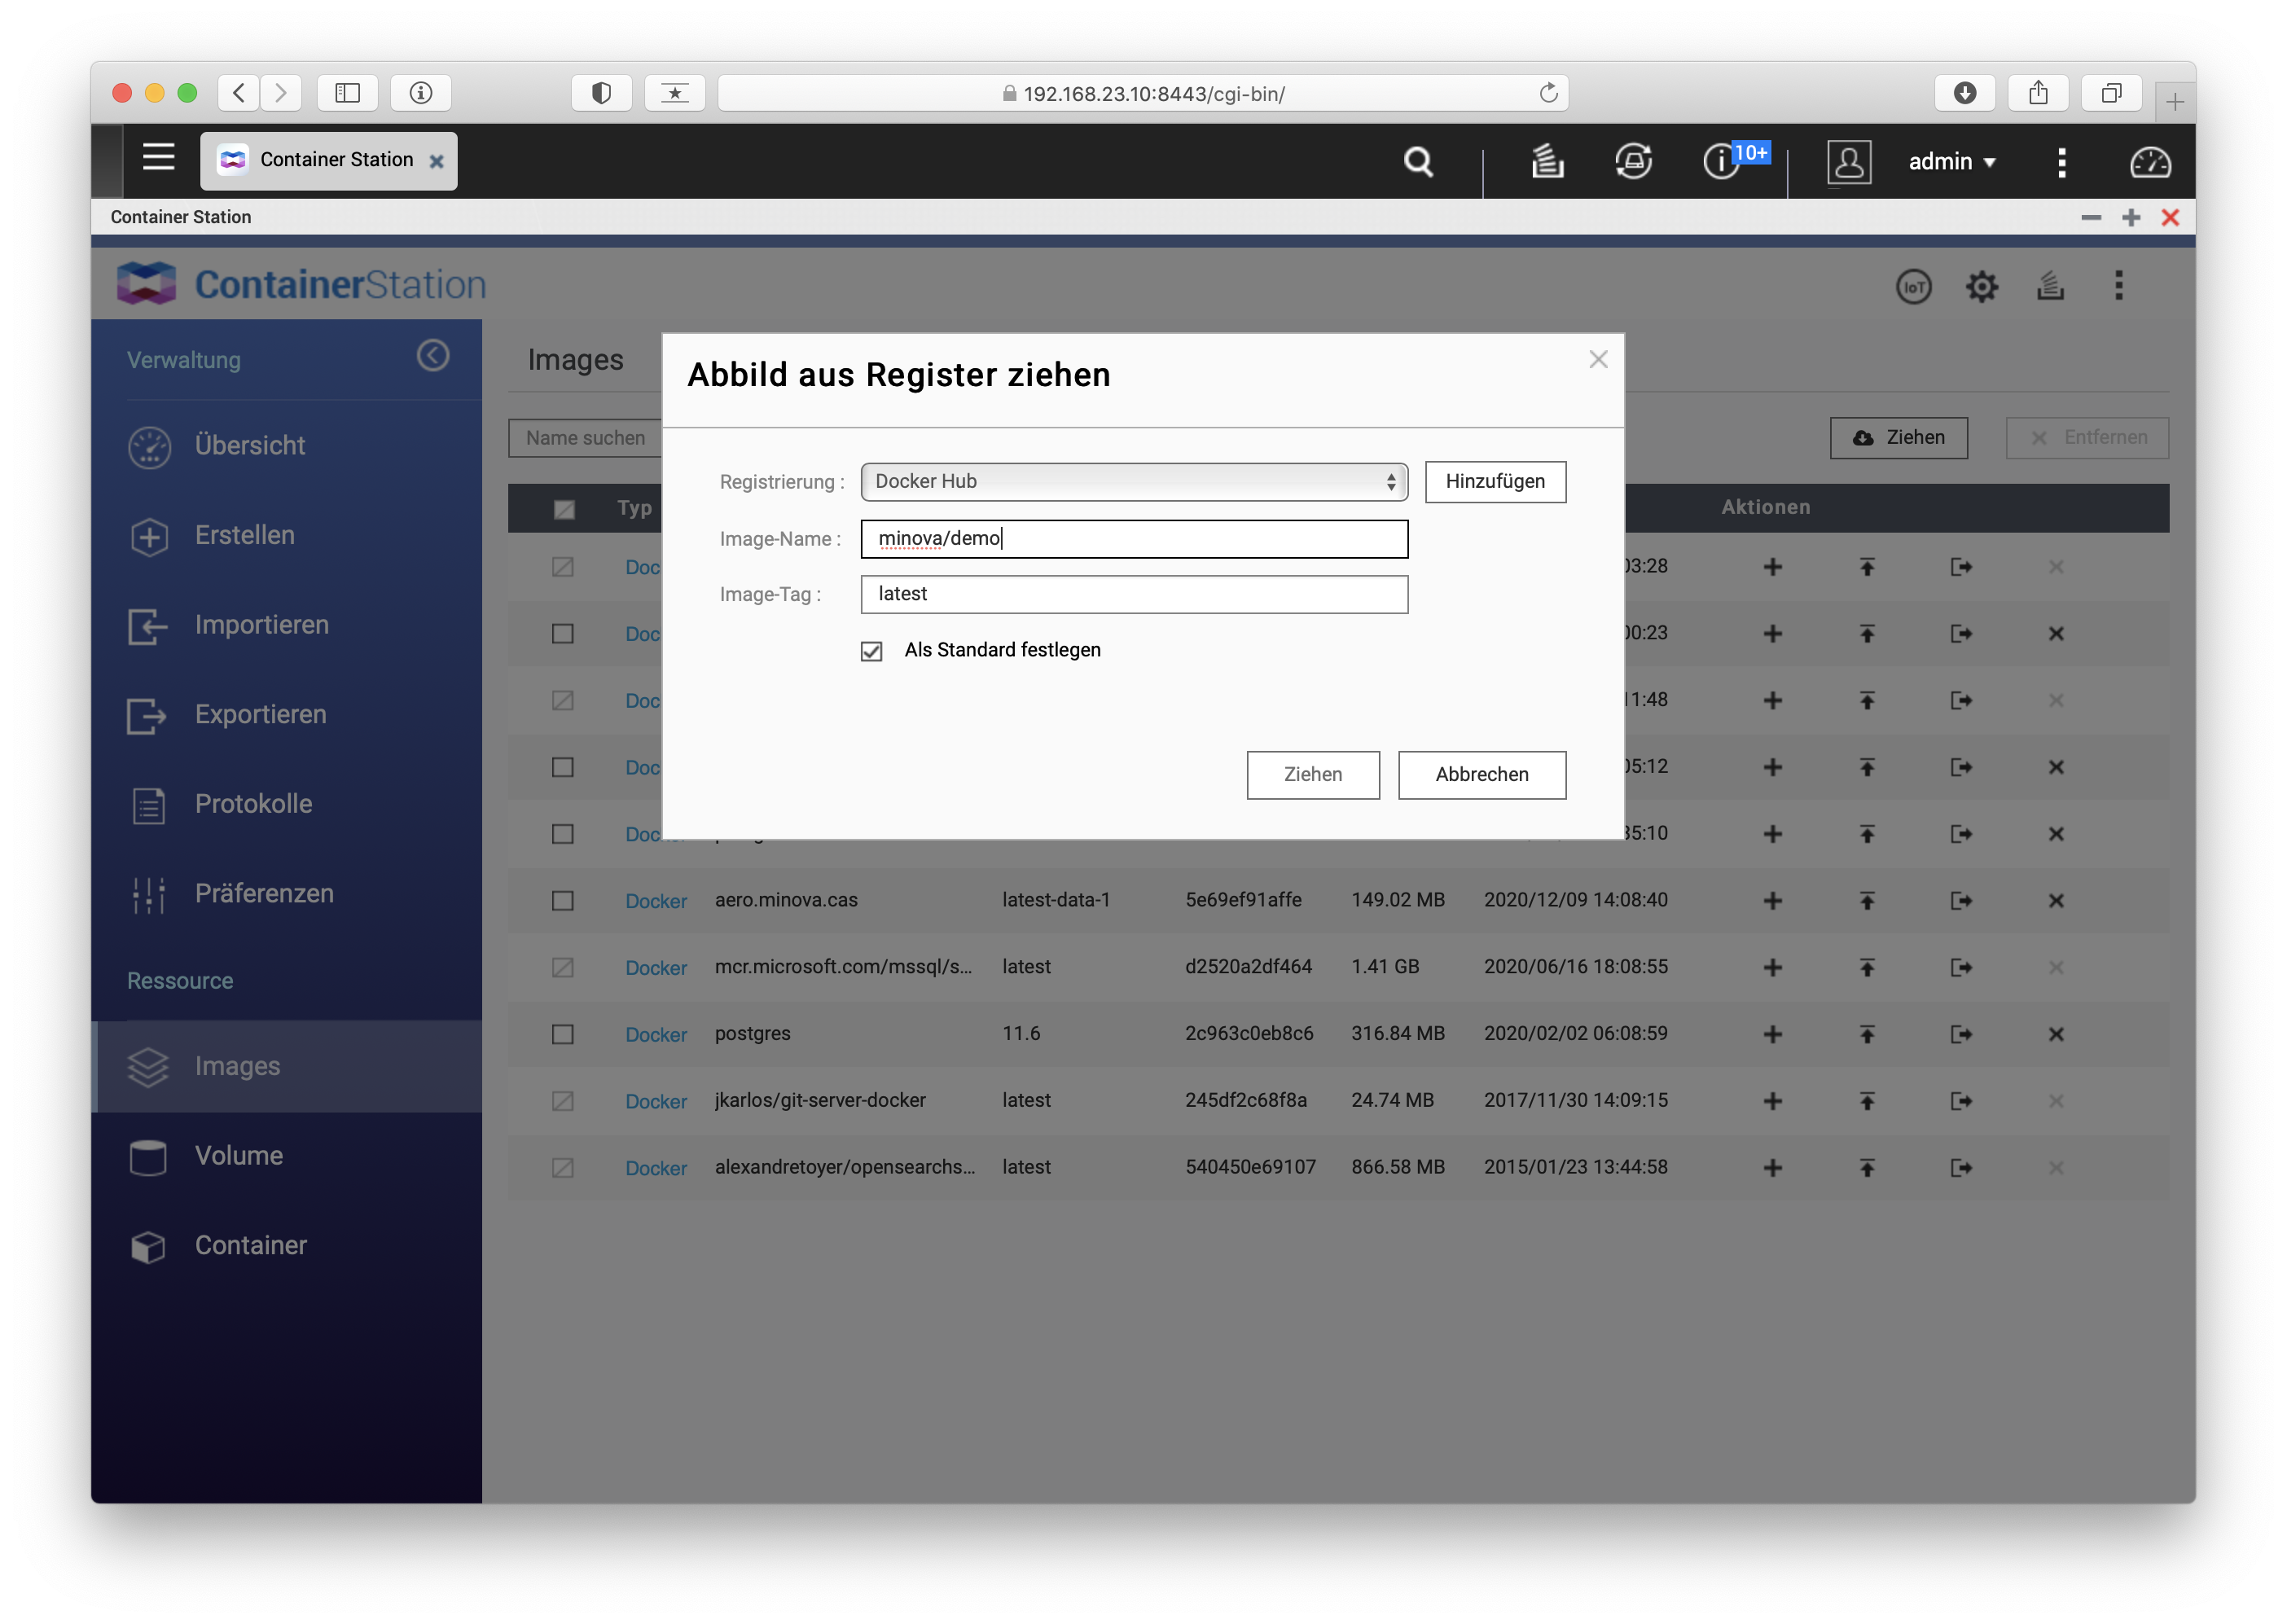 192.168.23.10:8443/cgi-bin/
Container Station
10+
admin
Container Station
ContainerStation
IoT
Verwaltung
Images
Abbild aus Register ziehen
Übersicht
Name suchen
Ziehen
Entfernen
Registrierung :
Docker Hub
Hinzufügen
Typ
Aktionen
Erstellen
Image-Name :
minova/demo
Doc
03:28
Image-Tag :
latest
Importieren
Doc
00:23
Als Standard festlegen
Exportieren
Doc
11:48
Ziehen
Abbrechen
Doc
05:12
Protokolle
Doc
35:10
Präferenzen
Docker aero.minova.cas latest-data-1 5e69ef91affe 149.02 MB 2020/12/09 14:08:40
Ressource
Docker mcr.microsoft.com/mssql/s... latest d2520a2df464 1.41 GB 2020/06/16 18:08:55
Docker postgres 11.6 2c963c0eb8c6 316.84 MB 2020/02/02 06:08:59
Images
Docker jkarlos/git-server-docker latest 245df2c68f8a 24.74 MB 2017/11/30 14:09:15
Volume
Docker alexandretoyer/opensearchs... latest 540450e69107 866.58 MB 2015/01/23 13:44:58
Container